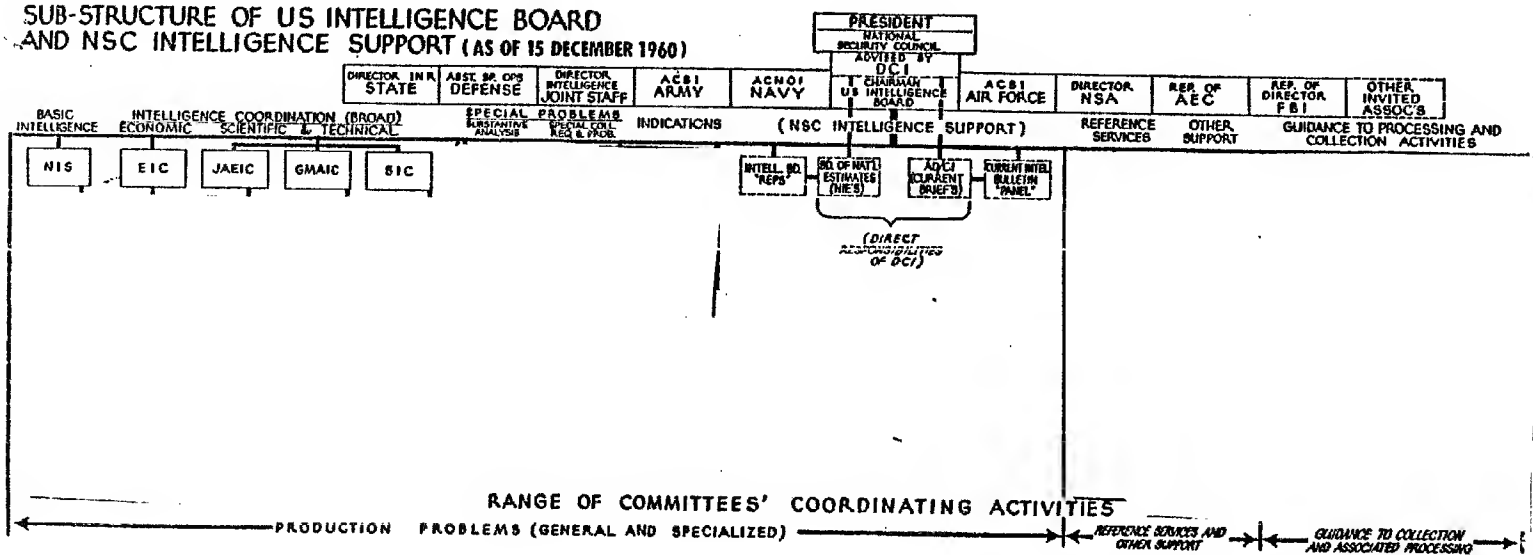 SUB-STRUCTURE OF US INTELLIGENCE BOARD
AND NSC INTELLIGENCE SUPPORT (AS OF 15 DECEMBER 1960)
PRESIDENT
NATIONAL
SECURITY COUNCIL
ADVISED BY
DCI
CHAIRMAN
US INTELLIGENCE
BOARD
DIRECTOR IN R
STATE
ASST. SP. OPS
DEFENSE
DIRECTOR
INTELLIGENCE
JOINT STAFF
ACSI
ARMY
ACNOI
NAVY
ACSI
AIR FORCE
DIRECTOR
NSA
REP. OF
AEC
REP. OF
DIRECTOR
FBI
OTHER
INVITED
ASSOC'S
BASIC
INTELLIGENCE
INTELLIGENCE COORDINATION (BROAD)
ECONOMIC SCIENTIFIC & TECHNICAL
SPECIAL PROBLEMS
SUBSTANTIVE
ANALYSIS
SPECIAL COLL.
REQ & PROB.
INDICATIONS
(NSC INTELLIGENCE SUPPORT)
REFERENCE
SERVICES
OTHER
SUPPORT
GUIDANCE TO PROCESSING AND
COLLECTION ACTIVITIES
NIS
EIC
JAEIC
GMAIC
SIC
INTELL. BD.
"REPS"
BD. OF NAT'L
ESTIMATES
(NIE'S)
AD/CI
(CURRENT
BRIEF'S)
CURRENT INTEL
BULLETIN
"PANEL"
(DIRECT
RESPONSIBILITIES
OF DCI)
RANGE OF COMMITTEES' COORDINATING ACTIVITIES
PRODUCTION PROBLEMS (GENERAL AND SPECIALIZED)
REFERENCE SERVICES AND
OTHER SUPPORT
GUIDANCE TO COLLECTION
AND ASSOCIATED PROCESSING